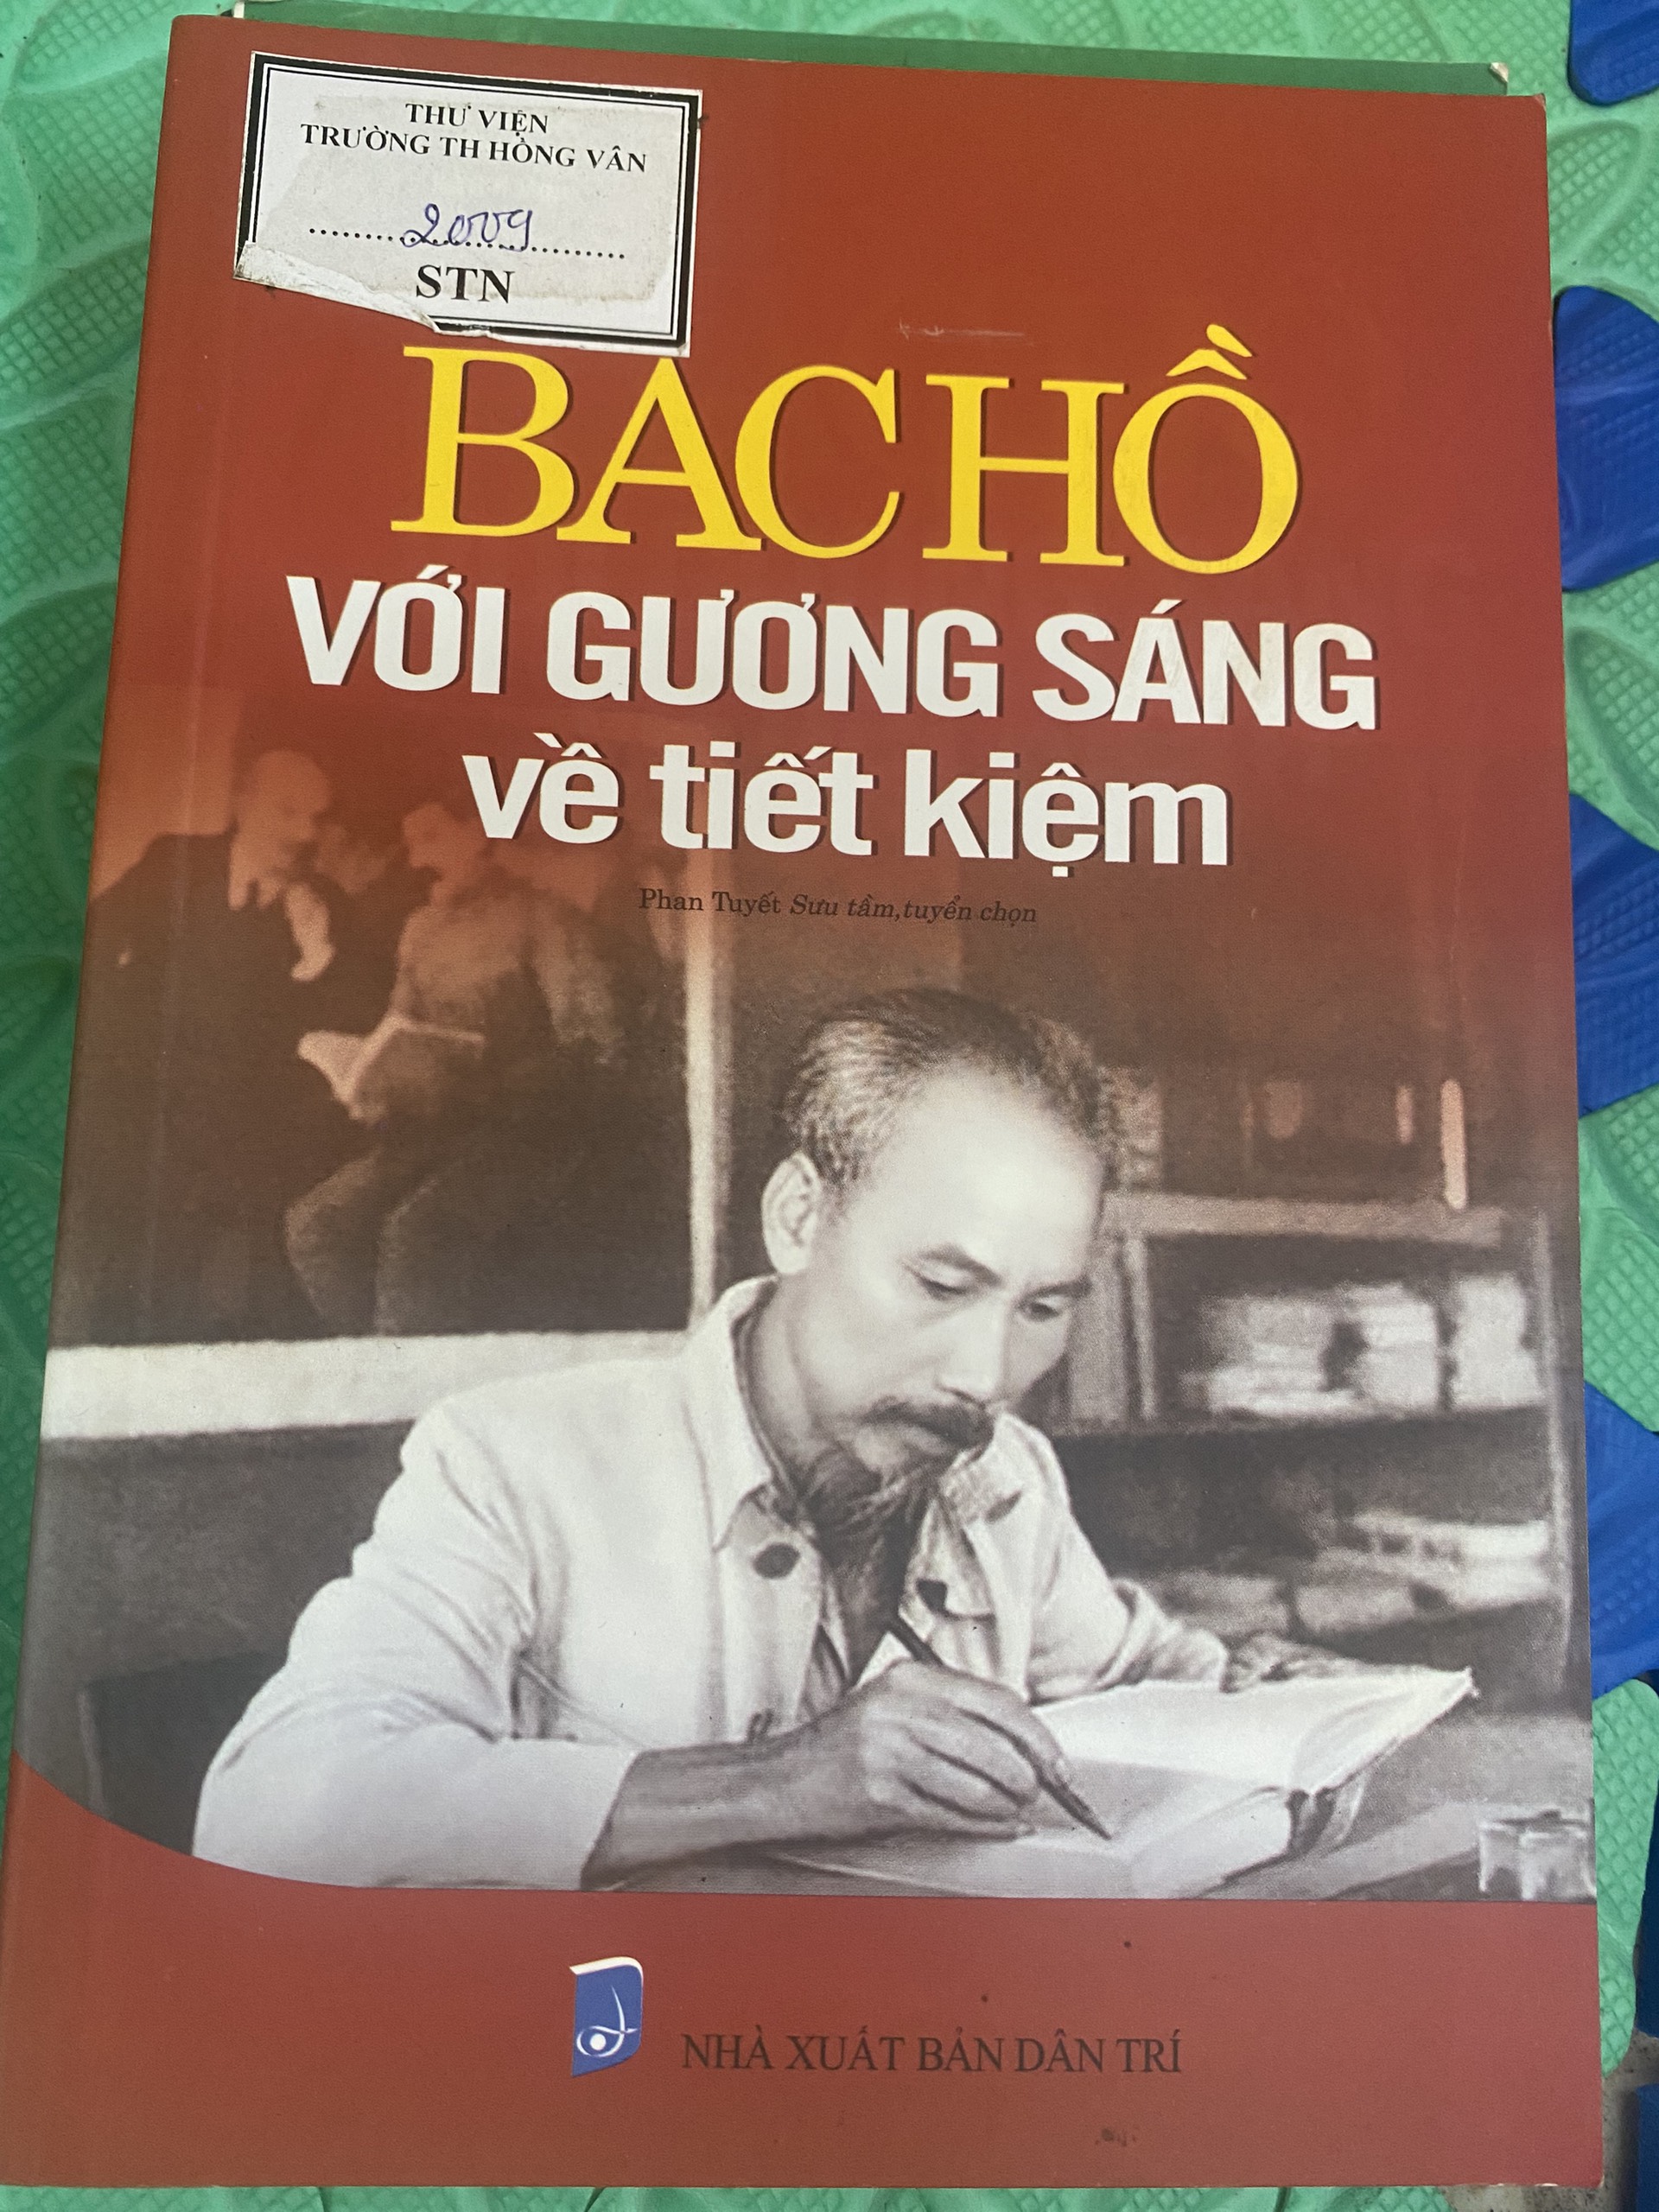 THƯ VIỆN
TRƯỜNG TH HỒNG VÂN
2009
STN
BAC HỒ
VỚI GƯƠNG SÁNG
về tiết kiệm
Phan Tuyết Sưu tầm,tuyển chọn
NHÀ XUẤT BẢN DÂN TRÍ